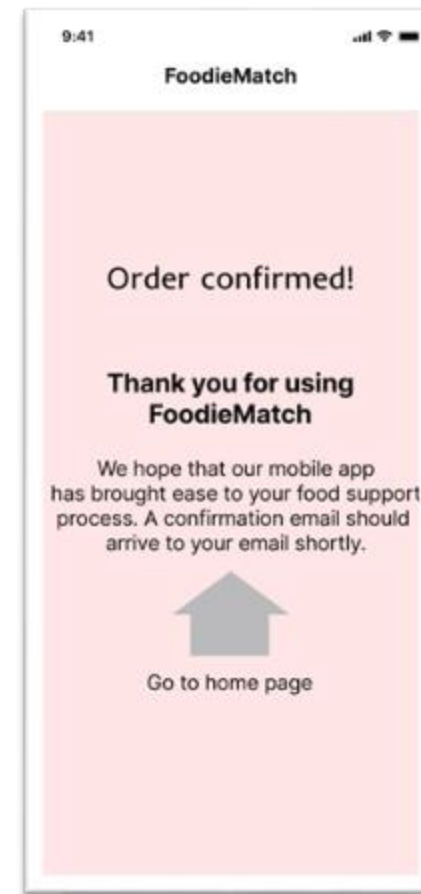 9:41
FoodieMatch
Order confirmed!
Thank you for using
FoodieMatch
We hope that our mobile app
has brought ease to your food support
process. A confirmation email should
arrive to your email shortly.
Go to home page